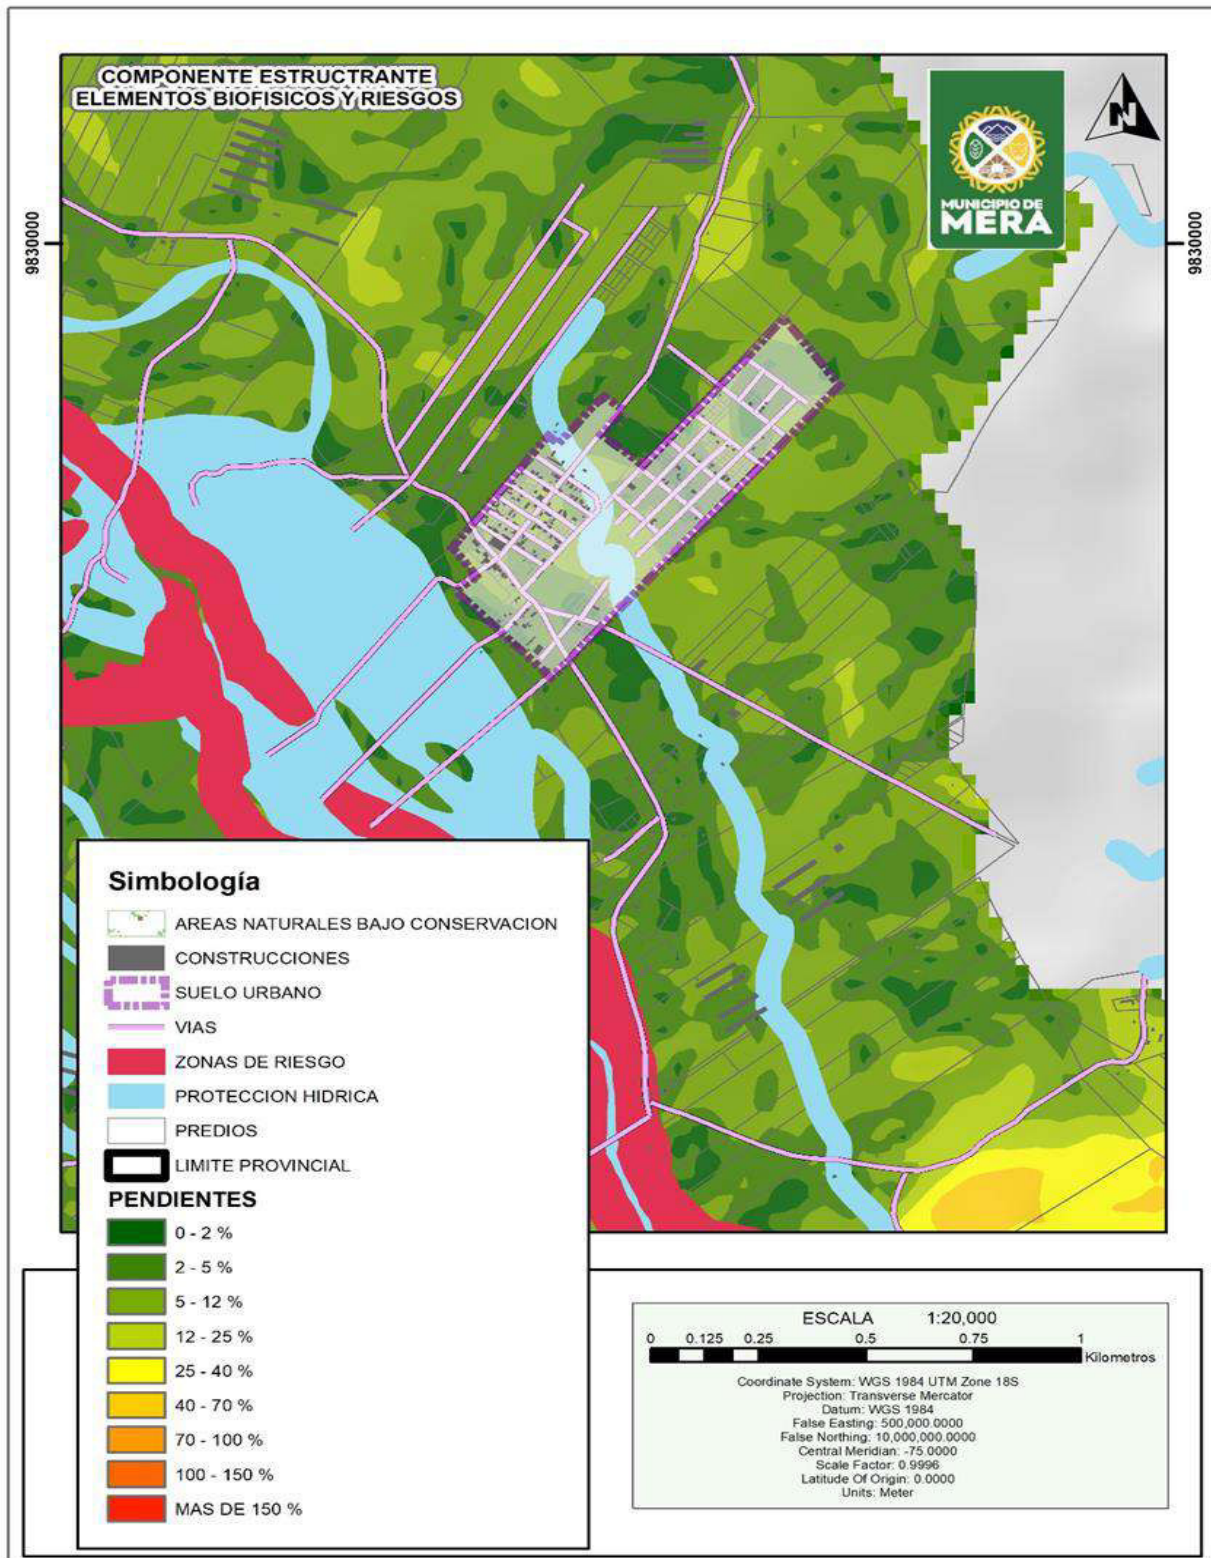 COMPONENTE ESTRUCTRANTE
ELEMENTOS BIOFISICOS Y RIESGOS
N
MUNICIPIO DE
MERA
9830000
9830000
Simbología
AREAS NATURALES BAJO CONSERVACION
CONSTRUCCIONES
SUELO URBANO
VIAS
ZONAS DE RIESGO
PROTECCION HIDRICA
PREDIOS
LIMITE PROVINCIAL
PENDIENTES
0 - 2 %
2 - 5 %
5 - 12 %
12 - 25 %
25 - 40 %
40 - 70 %
70 - 100 %
100 - 150 %
MAS DE 150 %
ESCALA 1:20,000
0 0.125 0.25 0.5 0.75 1
Kilometros
Coordinate System: WGS 1984 UTM Zone 18S
Projection: Transverse Mercator
Datum: WGS 1984
False Easting: 500,000.0000
False Northing: 10,000,000.0000
Central Meridian: -75.0000
Scale Factor: 0.9996
Latitude Of Origin: 0.0000
Units: Meter